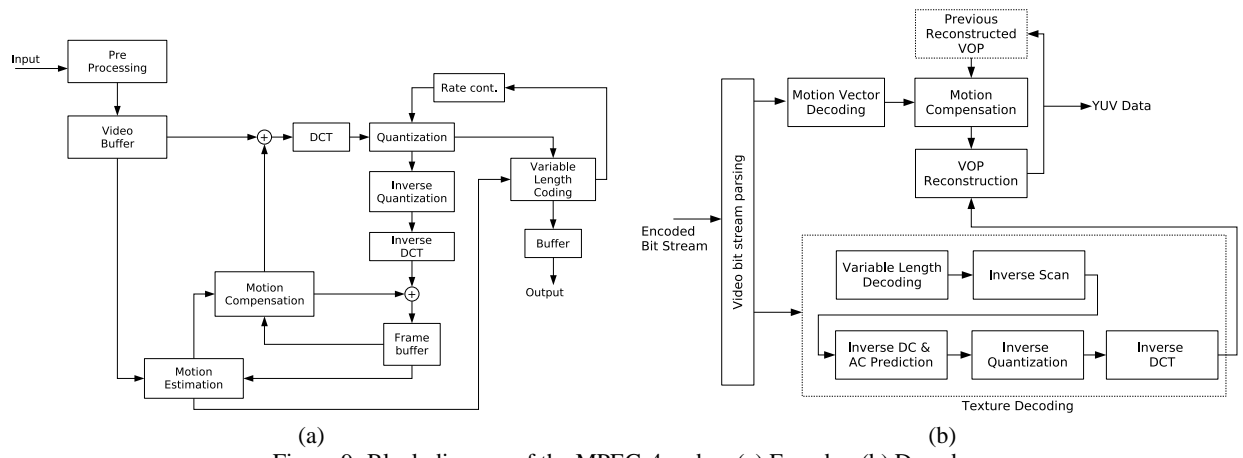 Input
Pre
Processing
Video
Buffer
+
DCT
Quantization
Rate cont.
Inverse
Quantization
Inverse
DCT
+
Variable
Length
Coding
Buffer
Output
Motion
Compensation
Frame
buffer
Motion
Estimation
(a)
Encoded
Bit Stream
Video bit stream parsing
Motion Vector
Decoding
Previous
Reconstructed
VOP
Motion
Compensation
YUV Data
VOP
Reconstruction
Variable Length
Decoding
Inverse Scan
Inverse DC &
AC Prediction
Inverse
Quantization
Inverse
DCT
Texture Decoding
(b)